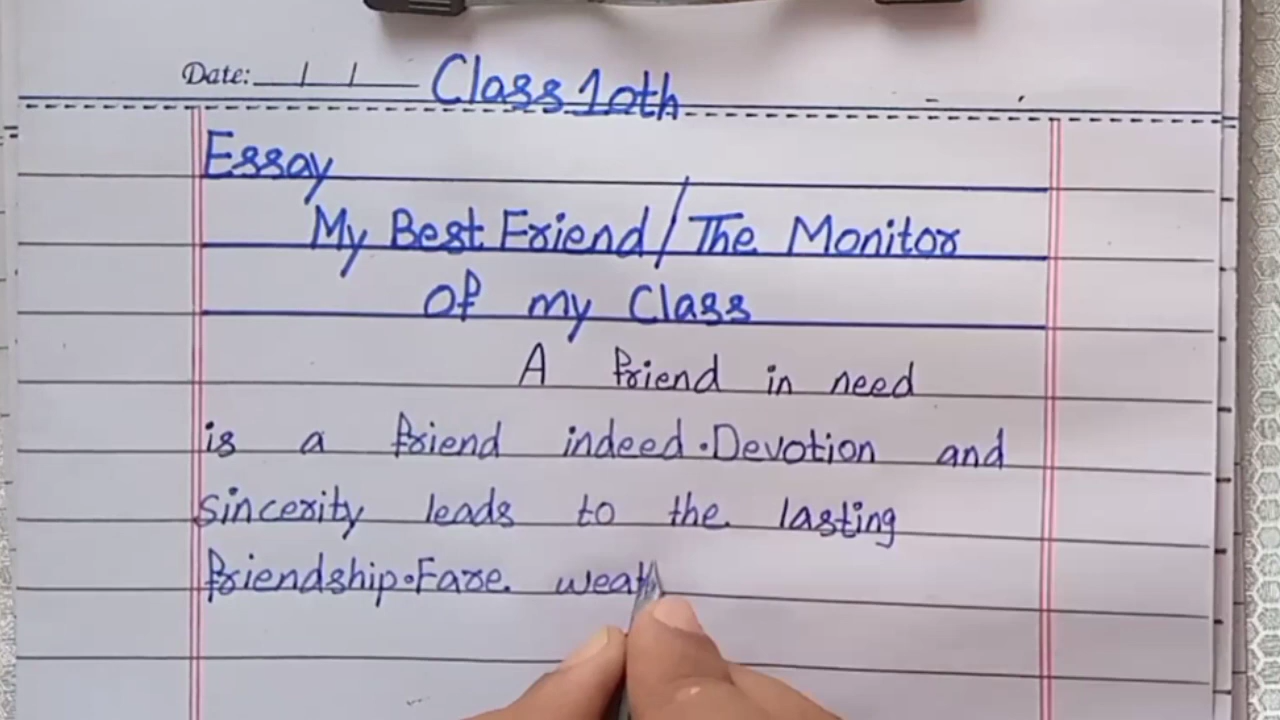 Date: / /
Class 10th
Essay
My Best Friend/The Monitor
Of my Class
A friend in need
is a friend indeed. Devotion and
sincerity leads to the lasting
friendship. Fare weath